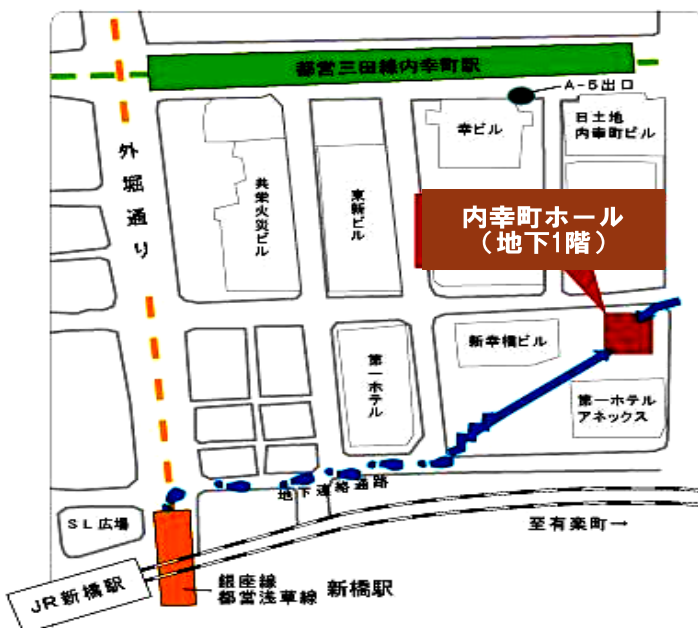 都営三田線内幸町駅
A-5出口
幸ビル
日土地
内幸町ビル
外堀通り
共栄火災ビル
東新ビル
内幸町ホール
（地下1階）
新幸橋ビル
第一ホテル
第一ホテル
アネックス
地下連絡通路
SL広場
至有楽町→
JR新橋駅
銀座線
都営浅草線
新橋駅